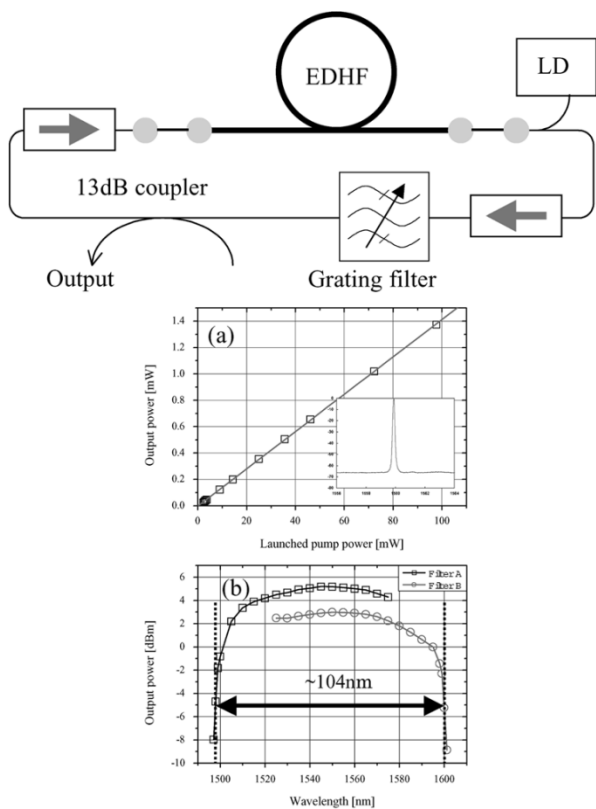 EDHF
LD
13dB coupler
Output
Grating filter
(a)
Output power [mW]
1.4
1.2
1.0
0.8
0.6
0.4
0.2
0.0
0 20 40 60 80 100
Launched pump power [mW]
(b)
Filter A
Filter B
Output power [dBm]
6
4
2
0
-2
-4
-6
-8
-10
~104nm
1500 1520 1540 1560 1580 1600
Wavelength [nm]